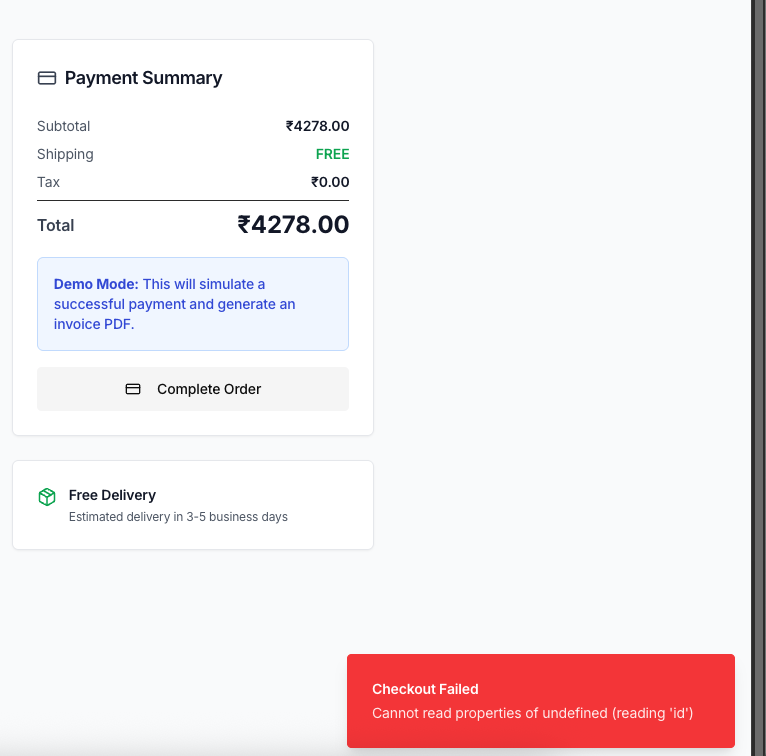 Payment Summary
Subtotal ₹4278.00
Shipping FREE
Tax ₹0.00
Total ₹4278.00
Demo Mode: This will simulate a
successful payment and generate an
invoice PDF.
Complete Order
Free Delivery
Estimated delivery in 3-5 business days
Checkout Failed
Cannot read properties of undefined (reading 'id')